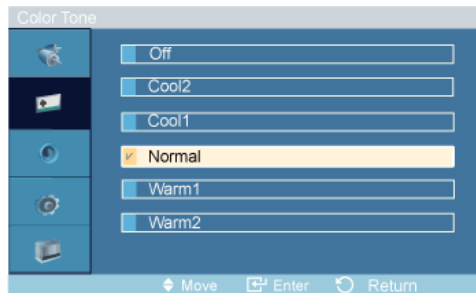 Color Tone
Off
Cool2
Cool1
Normal
Warm1
Warm2
Move Enter Return